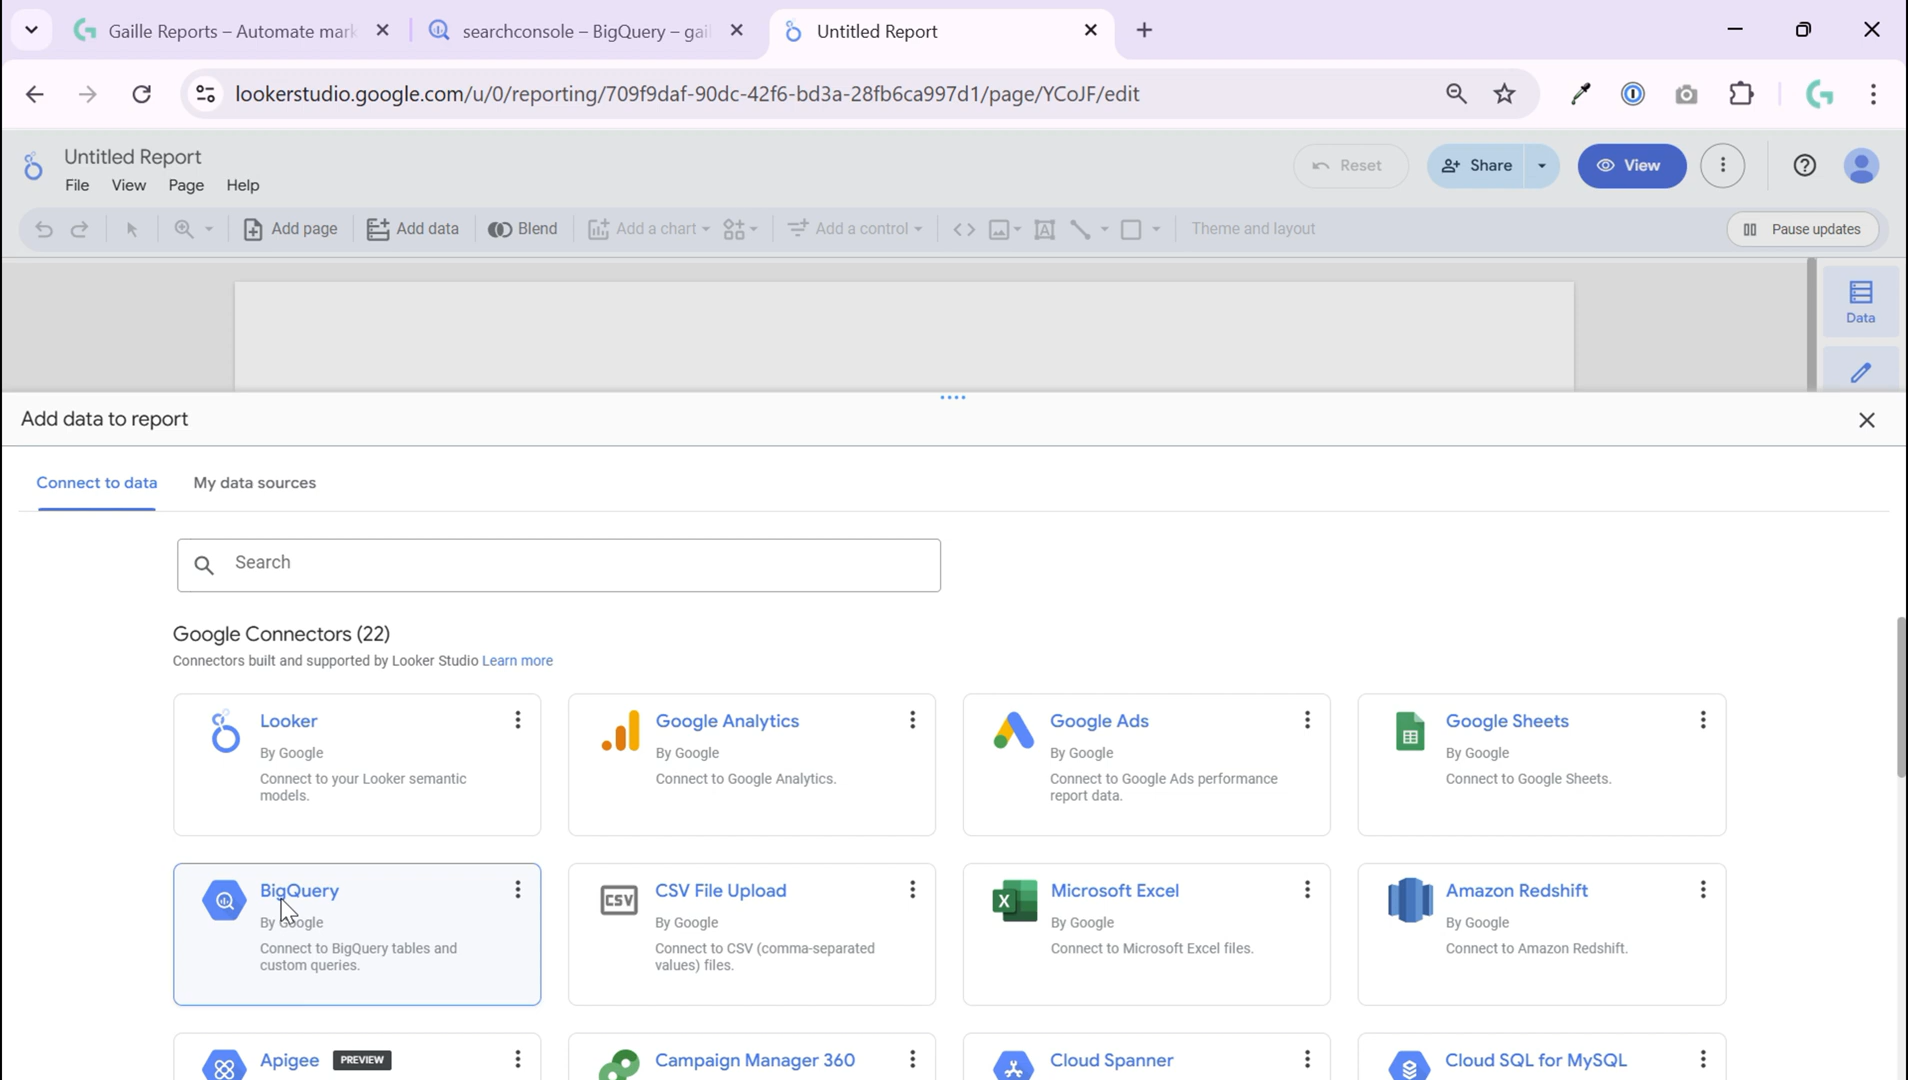 Gaille Reports – Automate mark
searchconsole – BigQuery – gail
Untitled Report
lookerstudio.google.com/u/0/reporting/709f9daf-90dc-42f6-bd3a-28fb6ca997d1/page/YCoJF/edit
Untitled Report
File View Page Help
Reset
Share
View
Add page
Add data
Blend
Add a chart
Add a control
Theme and layout
Pause updates
Data
Add data to report
Connect to data
My data sources
Search
Google Connectors (22)
Connectors built and supported by Looker Studio Learn more
Looker
By Google
Connect to your Looker semantic
models.
Google Analytics
By Google
Connect to Google Analytics.
Google Ads
By Google
Connect to Google Ads performance
report data.
Google Sheets
By Google
Connect to Google Sheets.
BigQuery
By Google
Connect to BigQuery tables and
custom queries.
CSV
CSV File Upload
By Google
Connect to CSV (comma-separated
values) files.
Microsoft Excel
By Google
Connect to Microsoft Excel files.
Amazon Redshift
By Google
Connect to Amazon Redshift.
Apigee PREVIEW
Campaign Manager 360
Cloud Spanner
Cloud SQL for MySQL